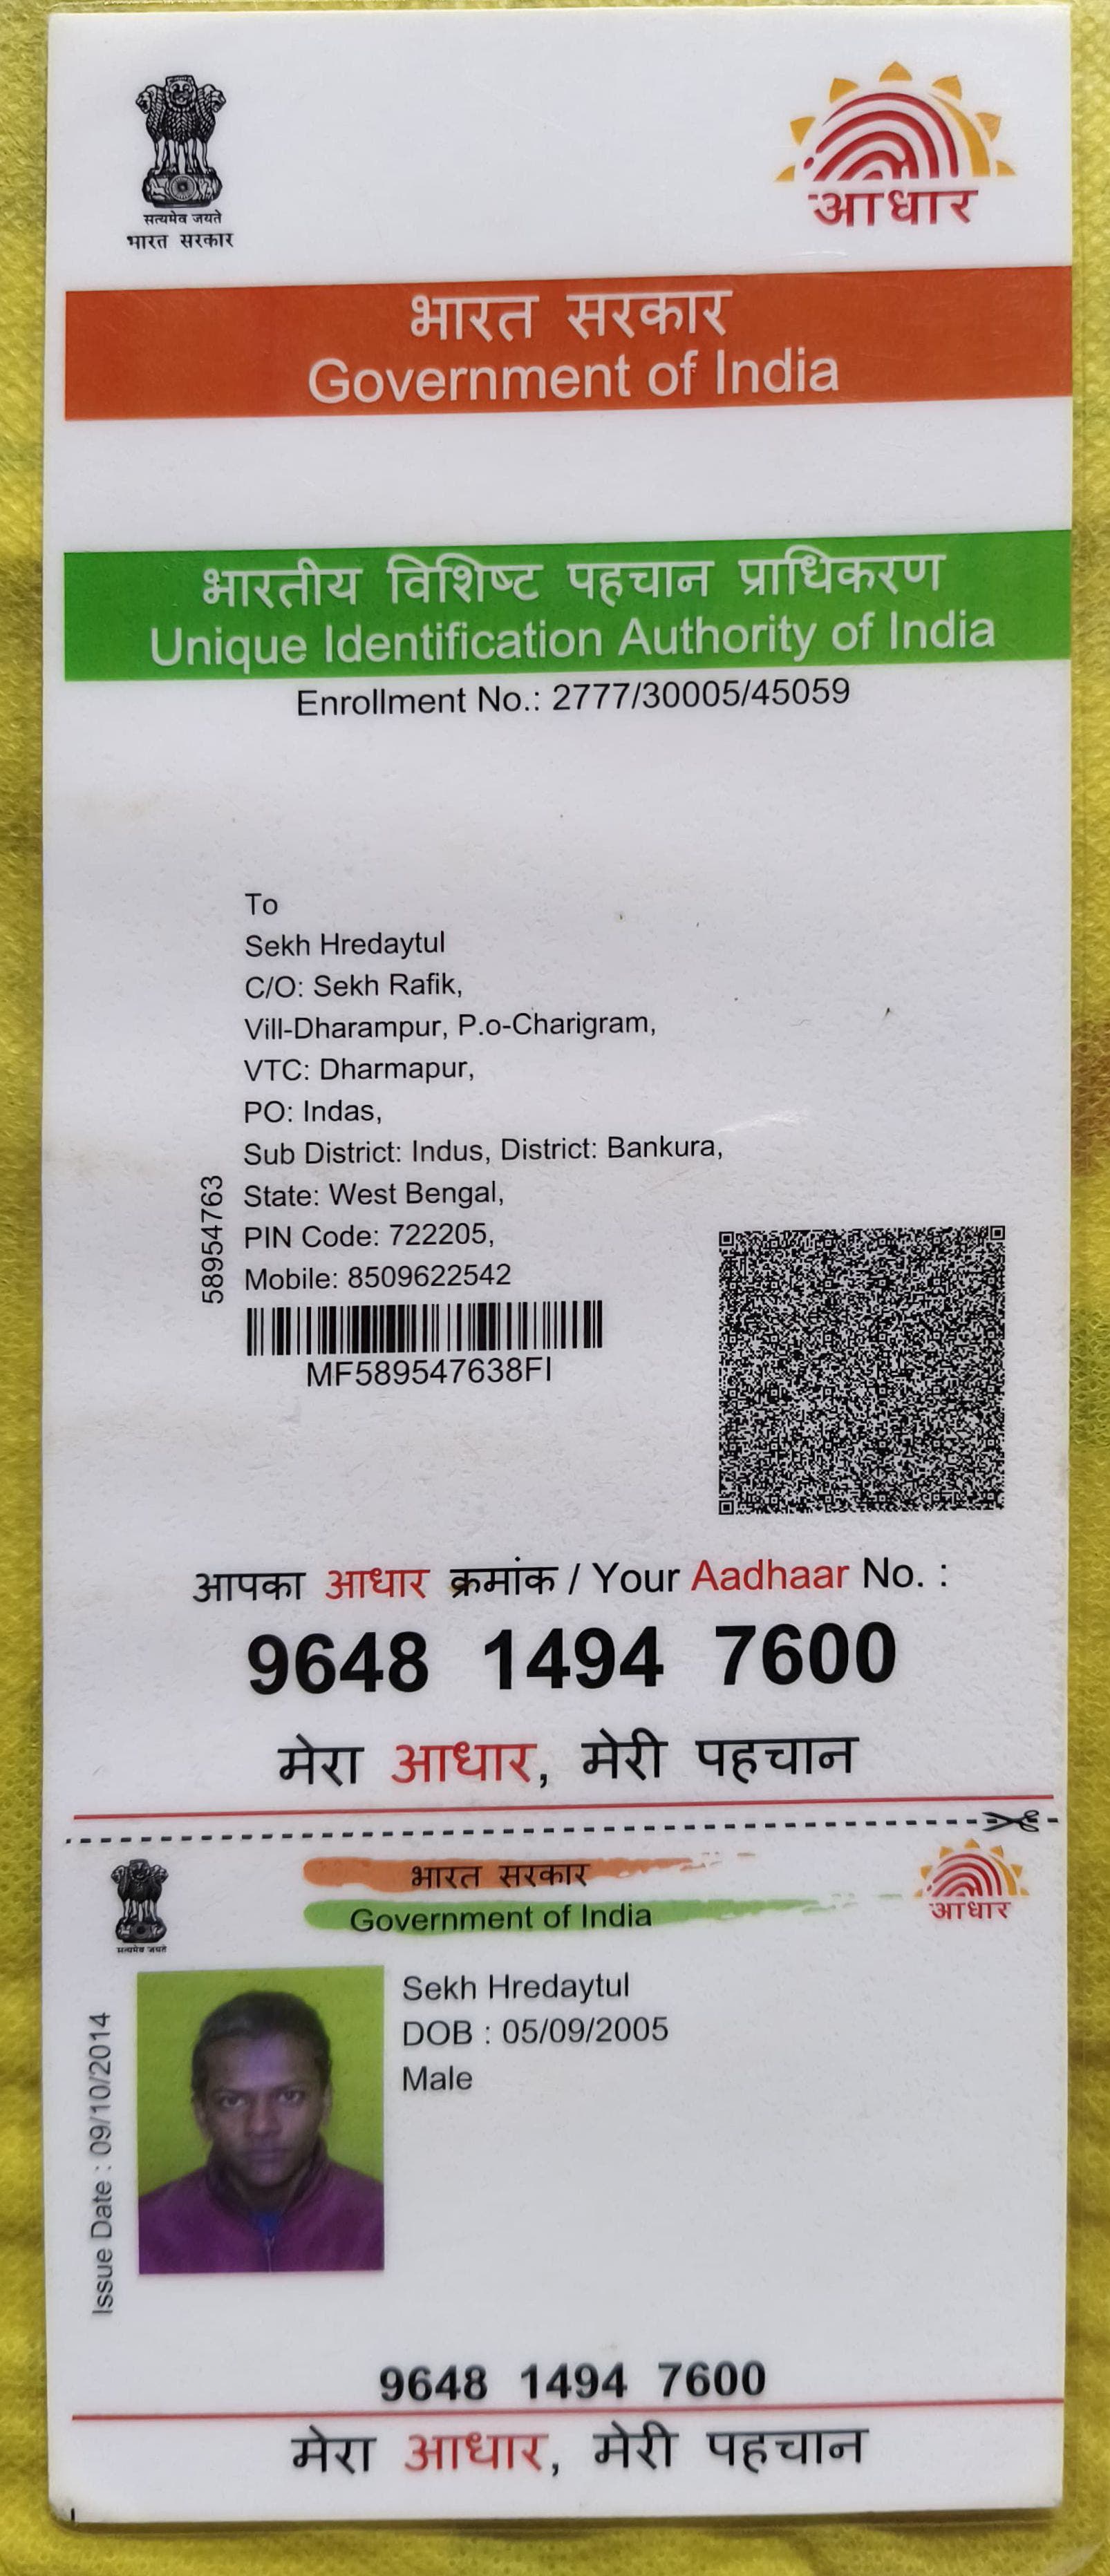 सत्यमेव जयते
भारत सरकार
आधार
भारत सरकार
Government of India
भारतीय विशिष्ट पहचान प्राधिकरण
Unique Identification Authority of India
Enrollment No.: 2777/30005/45059
To
Sekh Hredaytul
C/O: Sekh Rafik,
Vill-Dharampur, P.o-Charigram,
VTC: Dharmapur,
PO: Indas,
Sub District: Indus, District: Bankura,
State: West Bengal,
PIN Code: 722205,
Mobile: 8509622542
58954763
MF589547638FI
आपका आधार क्रमांक / Your Aadhaar No. :
9648 1494 7600
मेरा आधार, मेरी पहचान
सत्यमेव जयते
भारत सरकार
Government of India
आधार
Sekh Hredaytul
DOB : 05/09/2005
Male
Issue Date : 09/10/2014
9648 1494 7600
मेरा आधार, मेरी पहचान